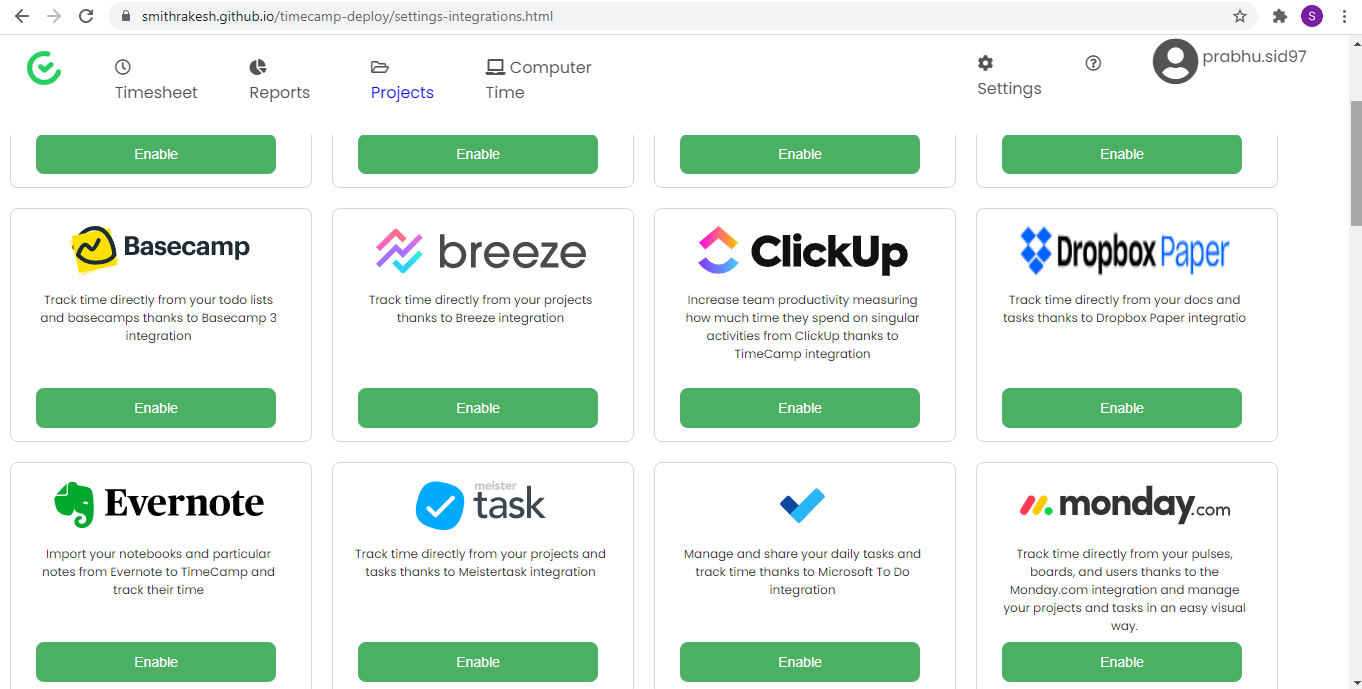 smithrakesh.github.io/timecamp-deploy/settings-integrations.html
S
Timesheet
Reports
Projects
Computer
Time
Settings
prabhu.sid97
Enable
Enable
Enable
Enable
Basecamp
Track time directly from your todo lists
and basecamps thanks to Basecamp 3
integration
Enable
breeze
Track time directly from your projects
thanks to Breeze integration
Enable
ClickUp
Increase team productivity measuring
how much time they spend on singular
activities from ClickUp thanks to
TimeCamp integration
Enable
Dropbox Paper
Track time directly from your docs and
tasks thanks to Dropbox Paper integratio
Enable
Evernote
Import your notebooks and particular
notes from Evernote to TimeCamp and
track their time
Enable
meister
task
Track time directly from your projects and
tasks thanks to Meistertask integration
Enable
Manage and share your daily tasks and
track time thanks to Microsoft To Do
integration
Enable
monday.com
Track time directly from your pulses,
boards, and users thanks to the
Monday.com integration and manage
your projects and tasks in an easy visual
way.
Enable